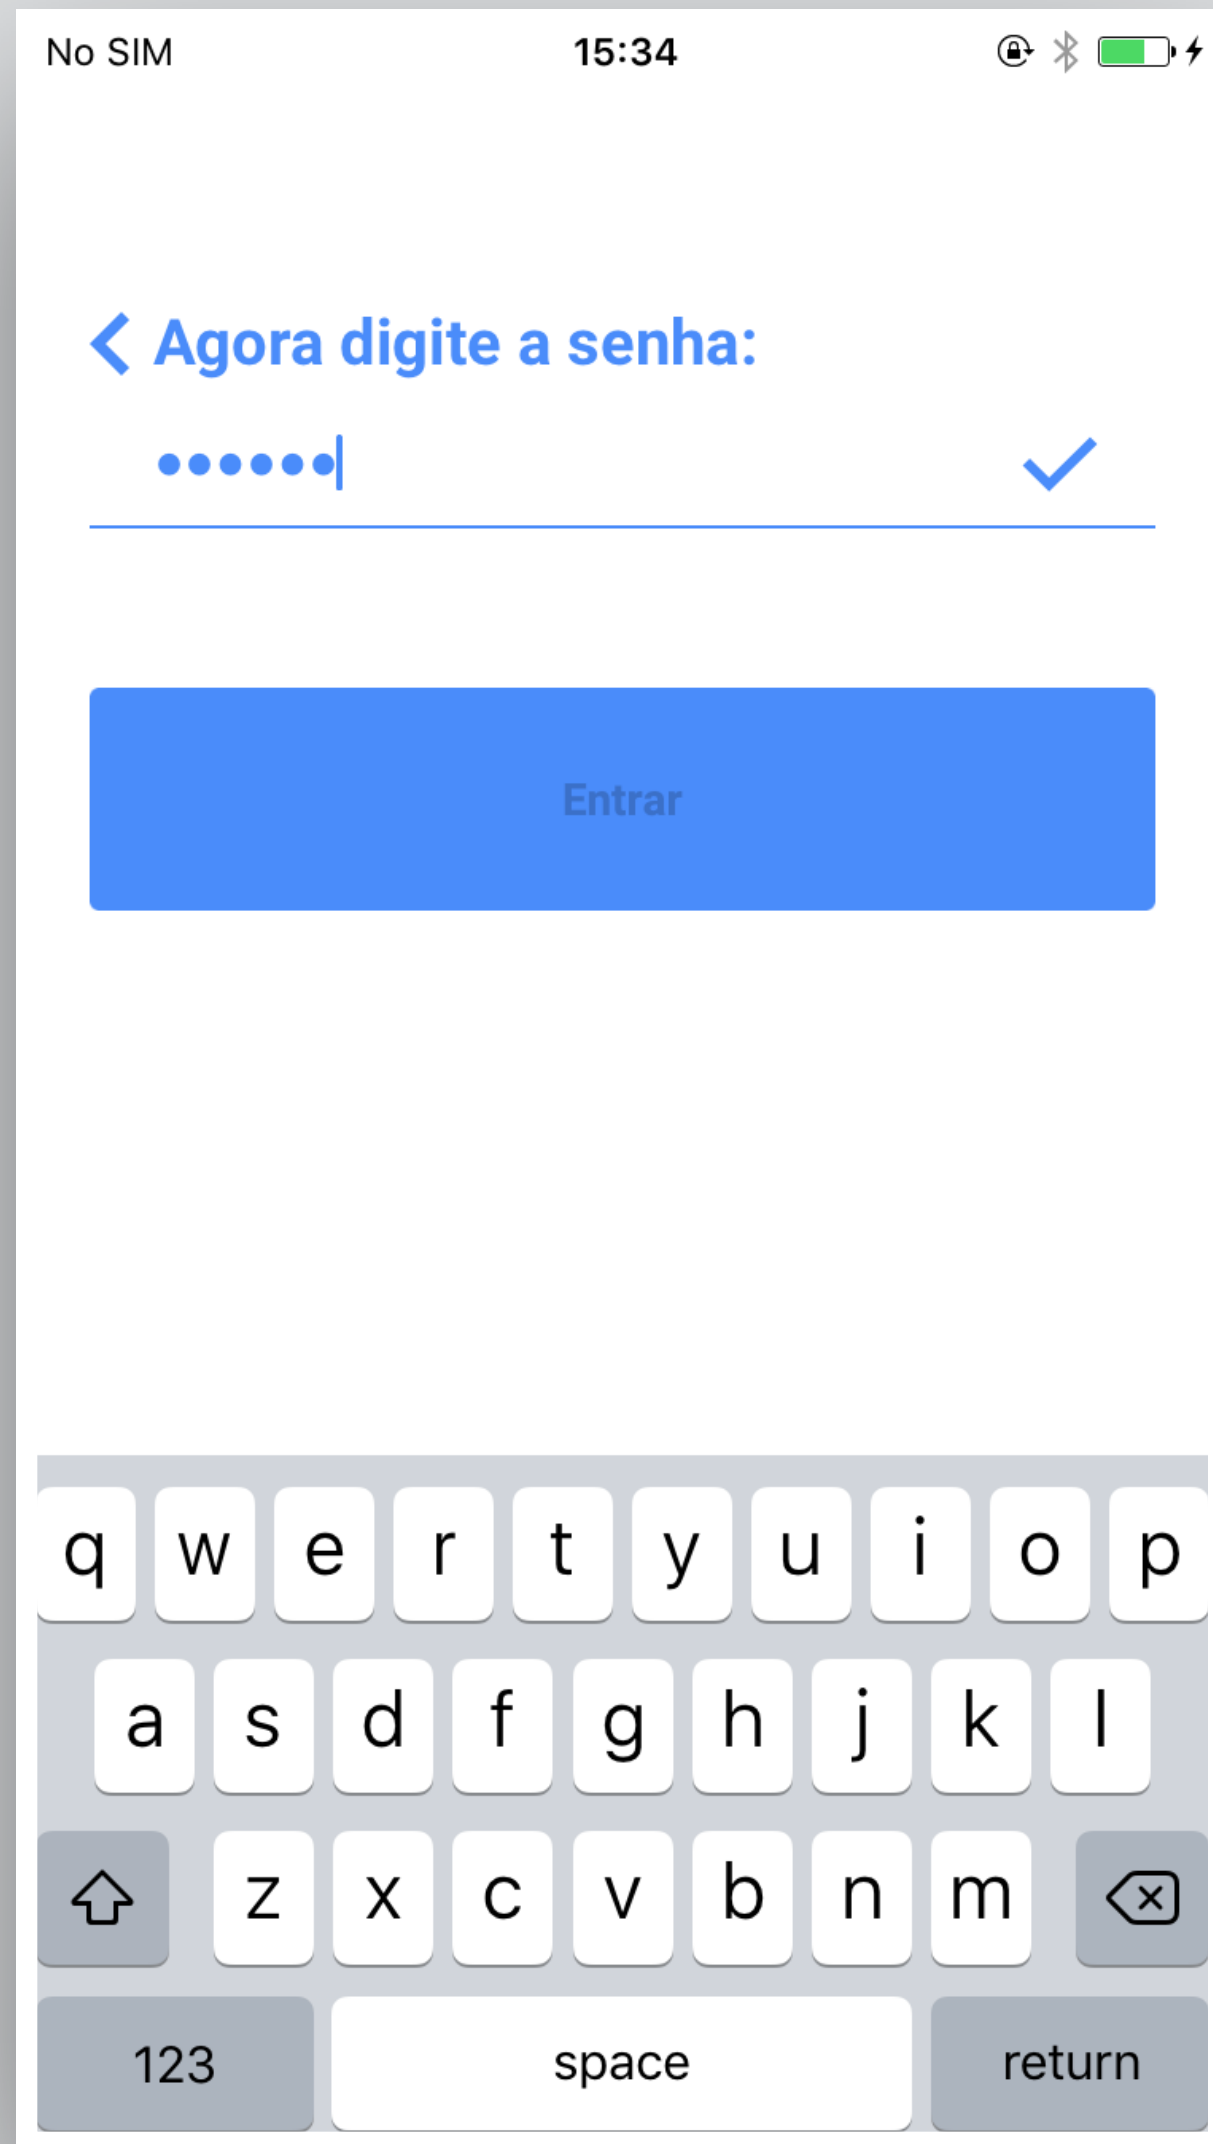 No SIM 15:34
Agora digite a senha:
••••••
Entrar
q w e r t y u i o p
a s d f g h j k l
z x c v b n m
123 space return